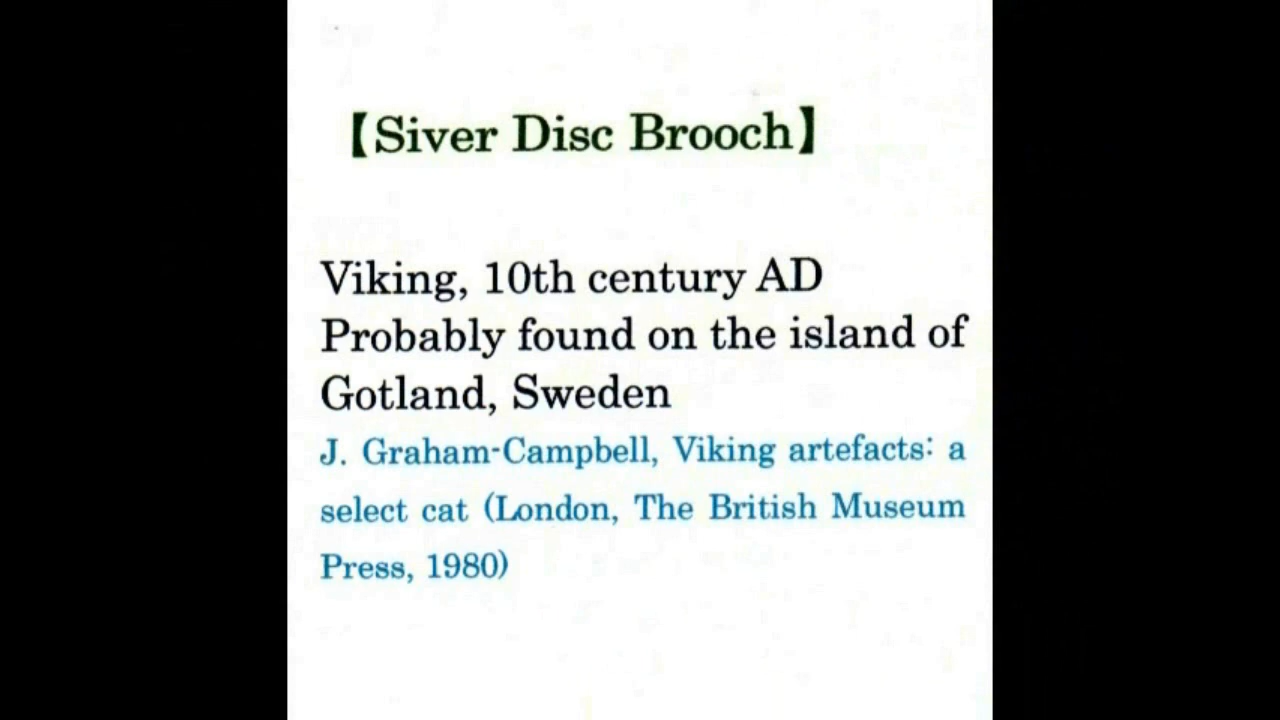 【Siver Disc Brooch】
Viking, 10th century AD
Probably found on the island of
Gotland, Sweden
J. Graham-Campbell, Viking artefacts: a
select cat (London, The British Museum
Press, 1980)